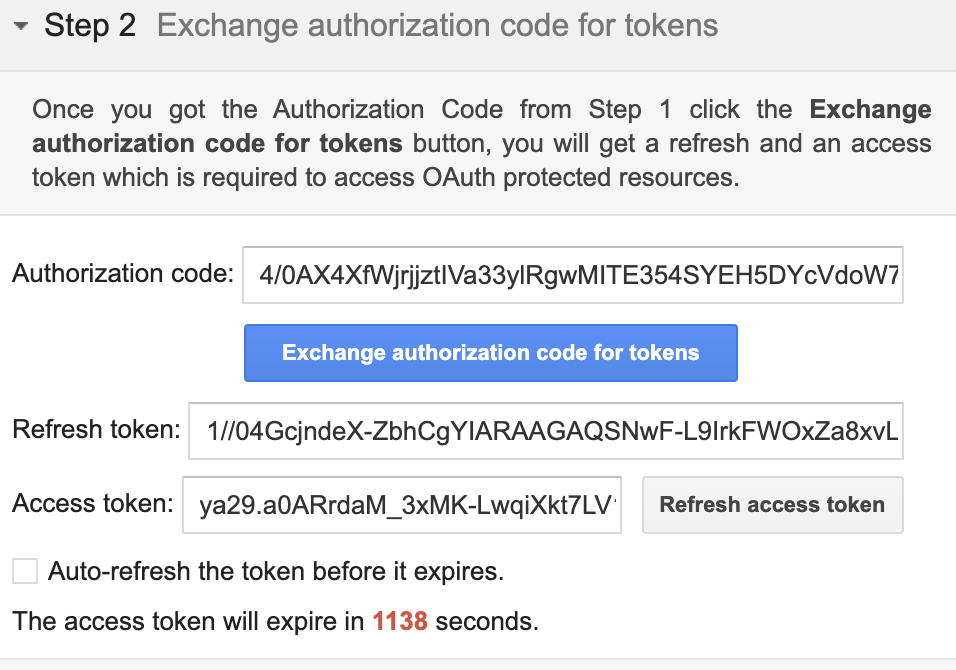 Step 2 Exchange authorization code for tokens
Once you got the Authorization Code from Step 1 click the Exchange
authorization code for tokens button, you will get a refresh and an access
token which is required to access OAuth protected resources.
Authorization code: 4/0AX4XfWjrjjztIVa33ylRgwMITE354SYEH5DYcVdoW7
Exchange authorization code for tokens
Refresh token: 1//04GcjndeX-ZbhCgYIARAAGAQSNwF-L9IrkFWOxZa8xvL
Access token: ya29.a0ARrdaM_3xMK-LwqiXkt7LV Refresh access token
Auto-refresh the token before it expires.
The access token will expire in 1138 seconds.